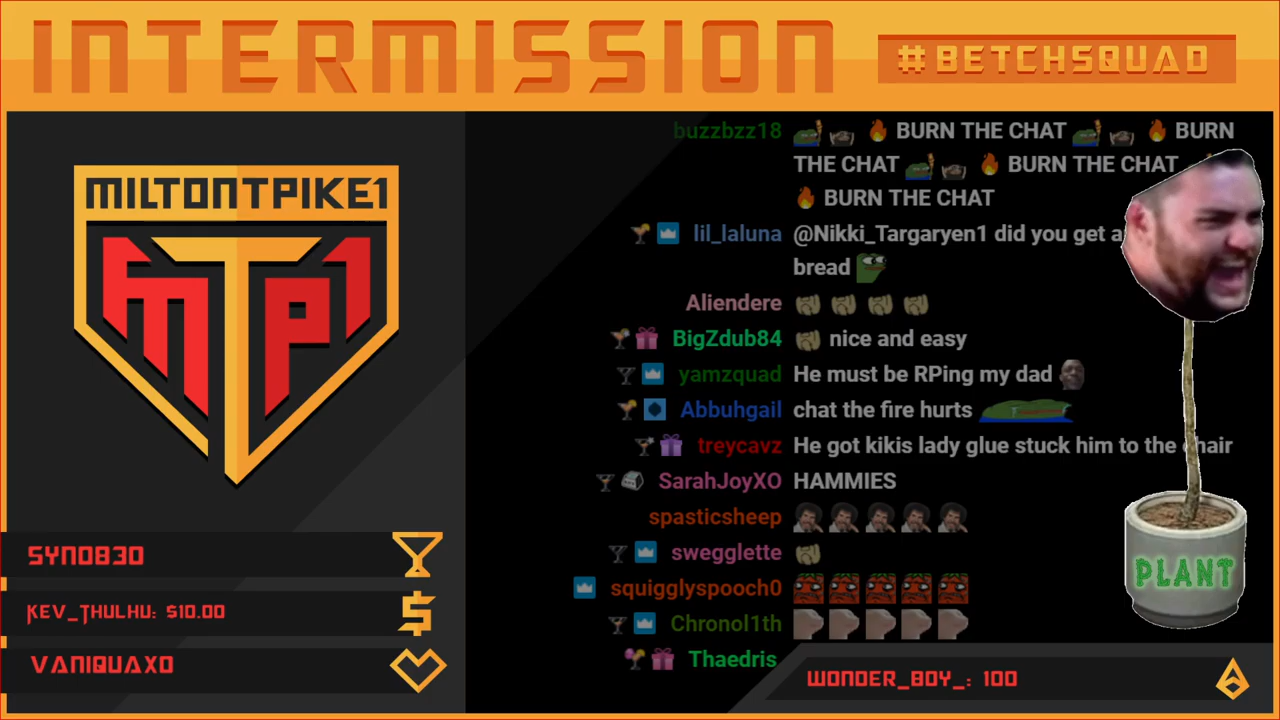 INTERMISSION
#BETCHSQUAD
MILTONTPIKE1
MTP1
SYN0830
KEV_THULHU: $10.00
VANIQUAXO
buzzbzz18 BURN THE CHAT BURN
THE CHAT BURN THE CHAT
BURN THE CHAT
lil_laluna @Nikki_Targaryen1 did you get a
bread
Aliendere
BigZdub84 nice and easy
yamzquad He must be RPing my dad
Abbuhgail chat the fire hurts
treycavz He got kikis lady glue stuck him to the chair
SarahJoyXO HAMMIES
spasticsheep
swegglette
squigglyspooch0
Chronol1th
Thaedris
PLANT
WONDER_BOY_: 100